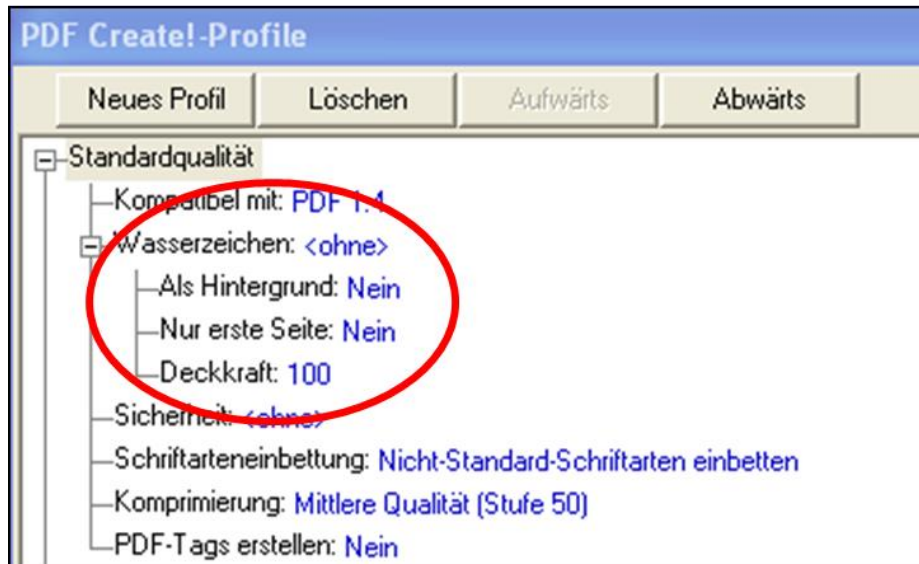 PDF Create!-Profile
Neues Profil Löschen Aufwärts Abwärts
Standardqualität
Kompatibel mit: PDF 1.4
Wasserzeichen: <ohne>
Als Hintergrund: Nein
Nur erste Seite: Nein
Deckkraft: 100
Sicherheit: <ohne>
Schriftarteneinbettung: Nicht-Standard-Schriftarten einbetten
Komprimierung: Mittlere Qualität (Stufe 50)
PDF-Tags erstellen: Nein